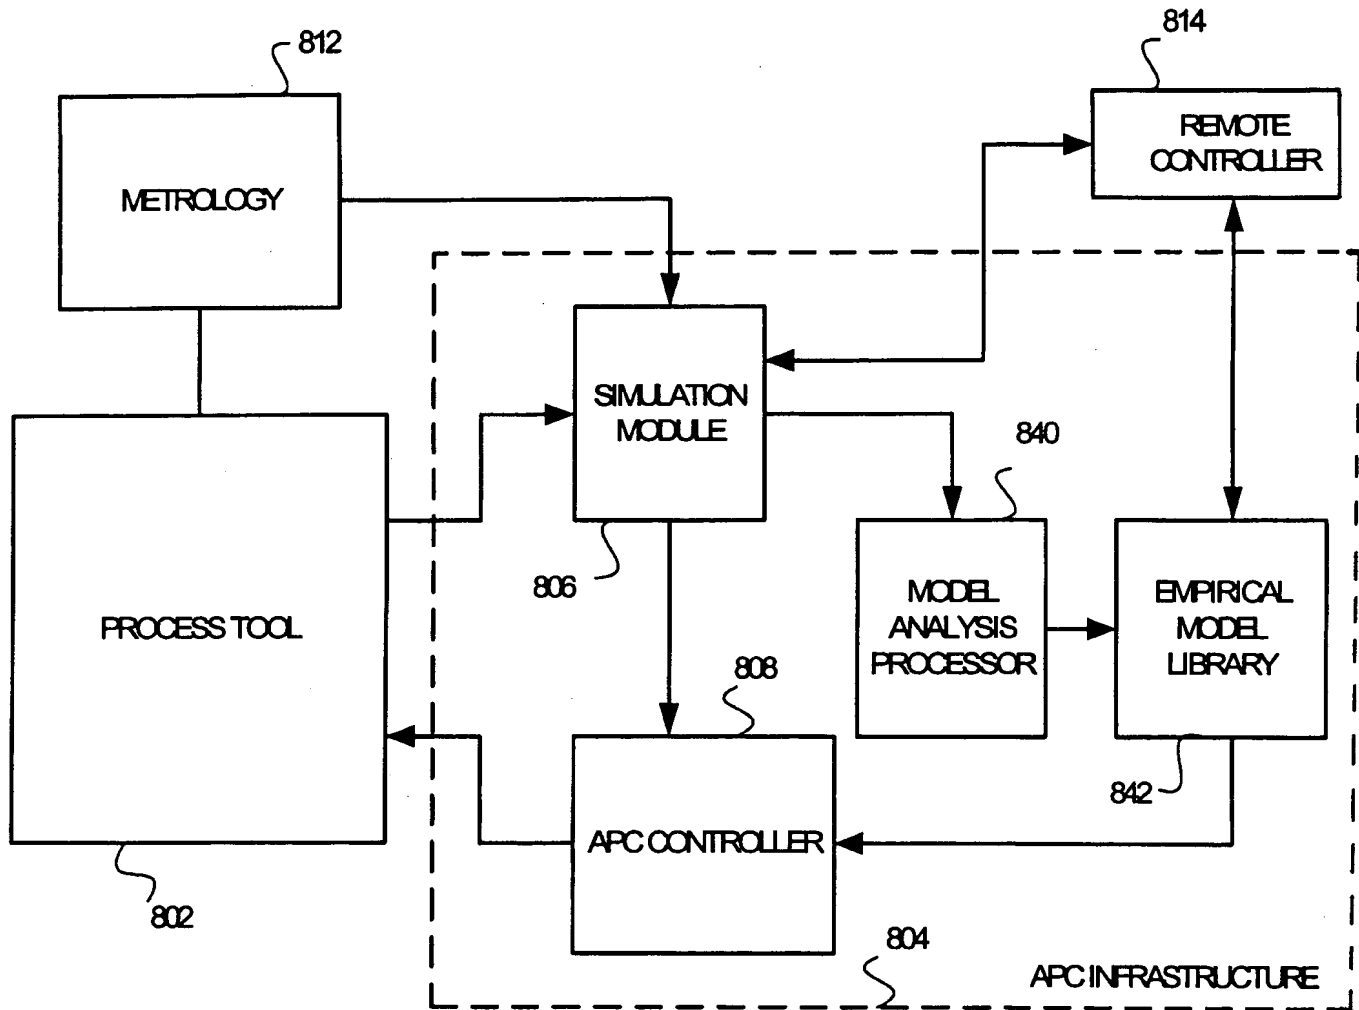 812
814
METROLOGY
REMOTE
CONTROLLER
SIMULATION
MODULE
840
806
PROCESS TOOL
MODEL
ANALYSIS
PROCESSOR
EMPIRICAL
MODEL
LIBRARY
808
842
APC CONTROLLER
802
804
APC INFRASTRUCTURE